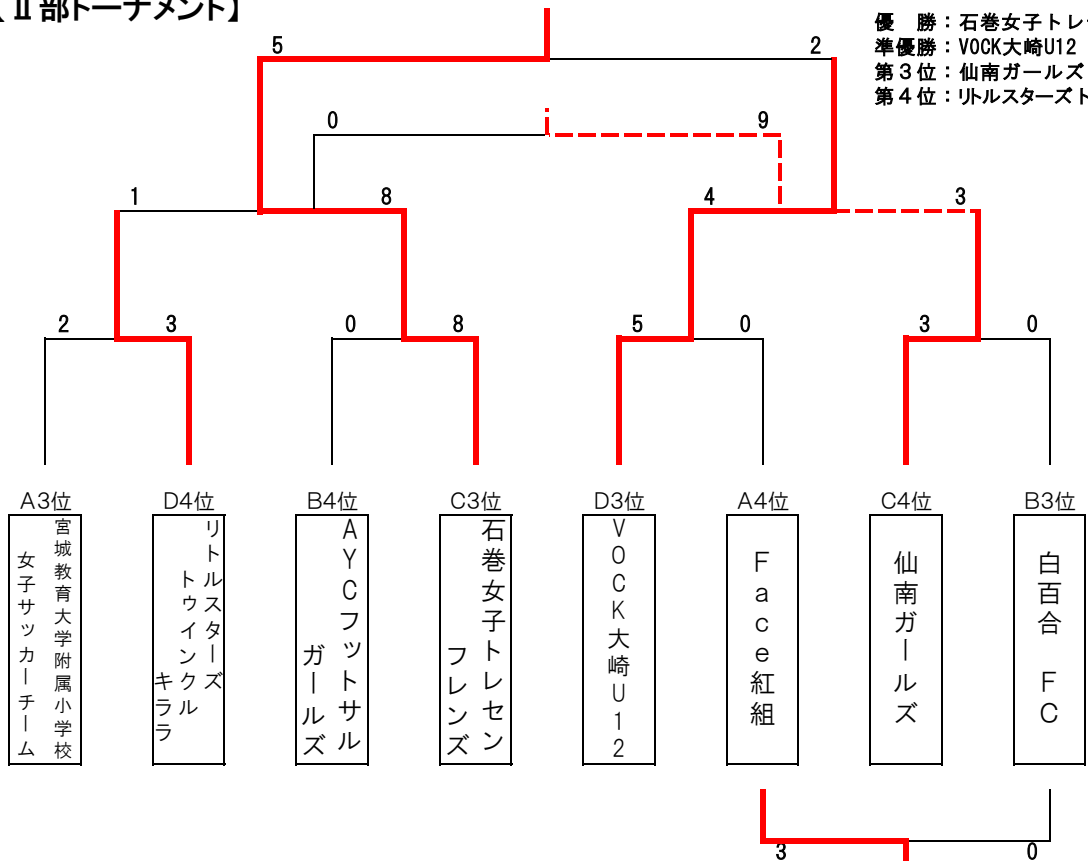 【Ⅱ部トーナメント】
優　勝：石巻女子トレ
準優勝：VOCK大崎U12
第３位：仙南ガールズ
第４位：リトルスターズト
5 2
0 9
1 8 4 3
2 3 0 8 5 0 3 0
A3位 D4位 B4位 C3位 D3位 A4位 C4位 B3位
宮城教育大学附属小学校
女子サッカーチーム
リトルスターズ
トゥインクル
キララ
AYCフットサル
ガールズ
石巻女子トレセン
フレンズ
VOCK大崎U12
Face紅組
仙南ガールズ
白百合 FC
3 0